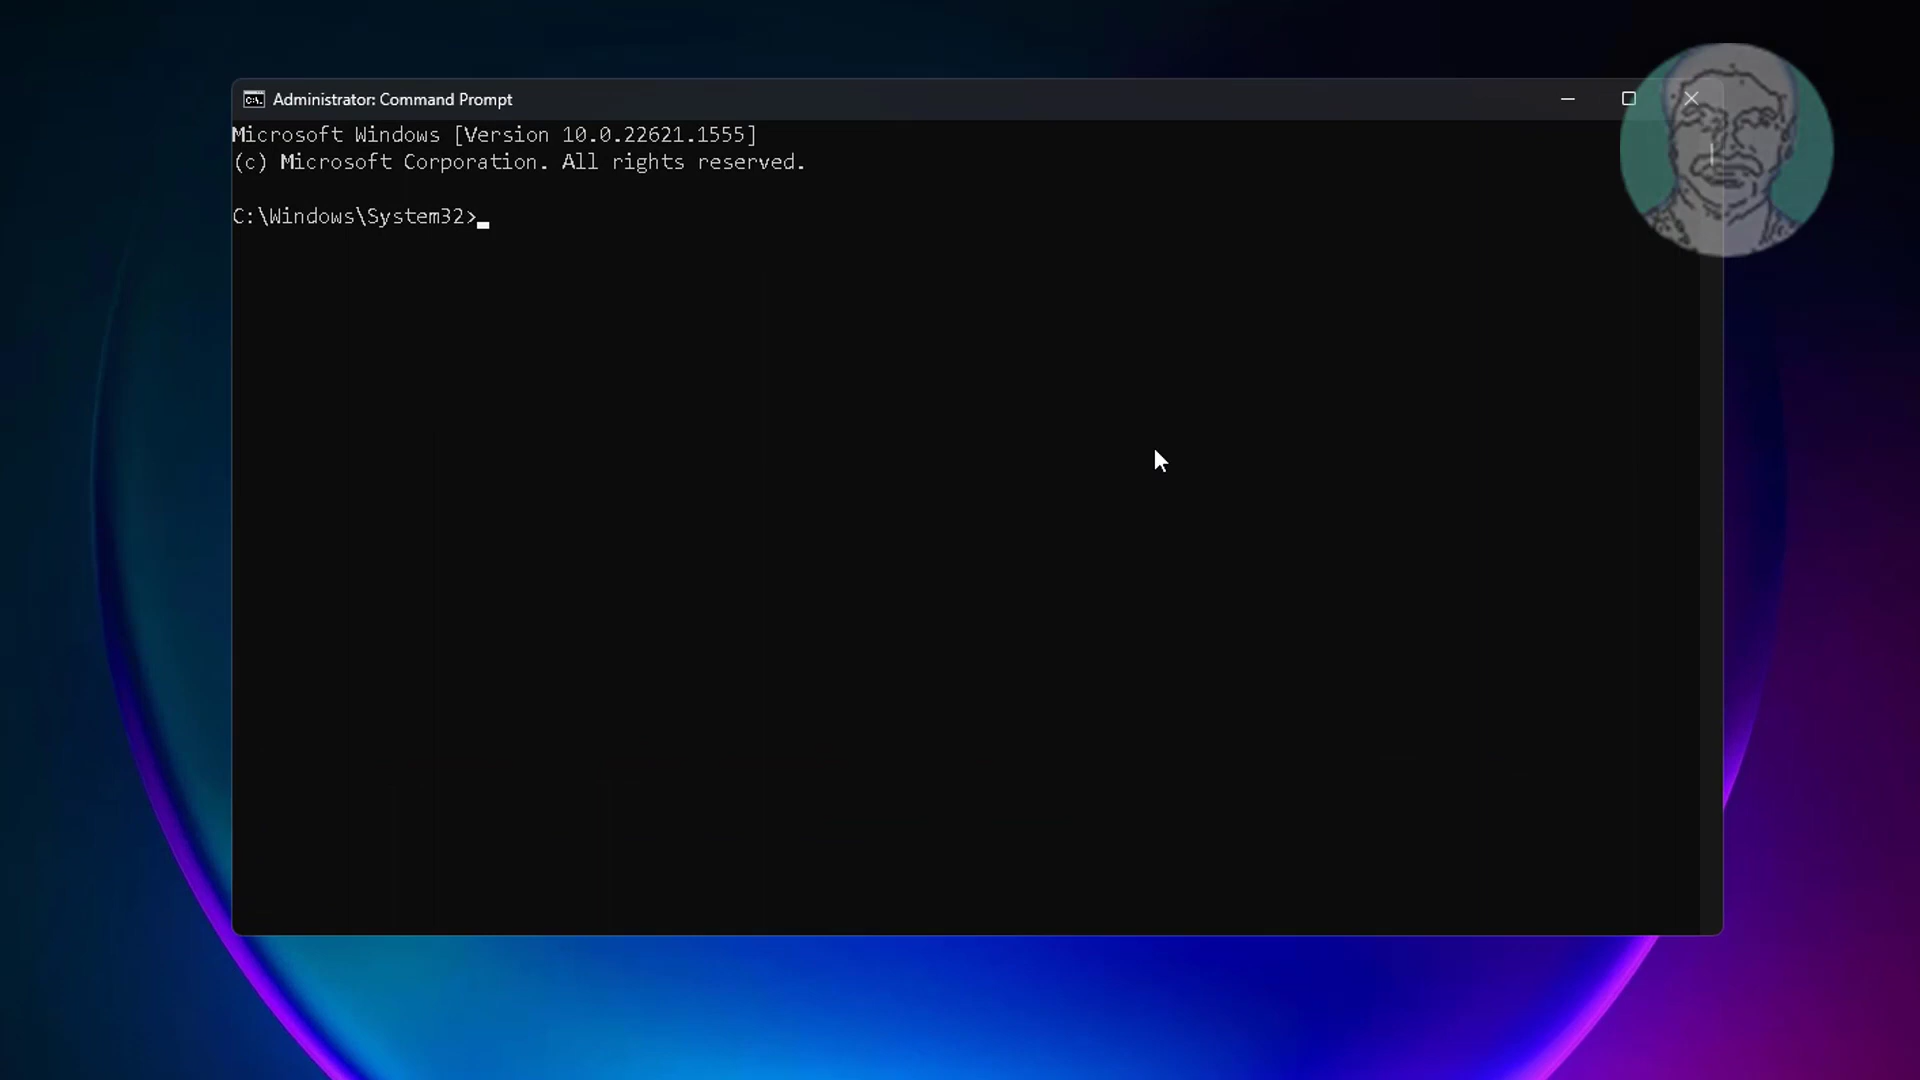 Administrator: Command Prompt
Microsoft Windows [Version 10.0.22621.1555]
(c) Microsoft Corporation. All rights reserved.
C:\Windows\System32>